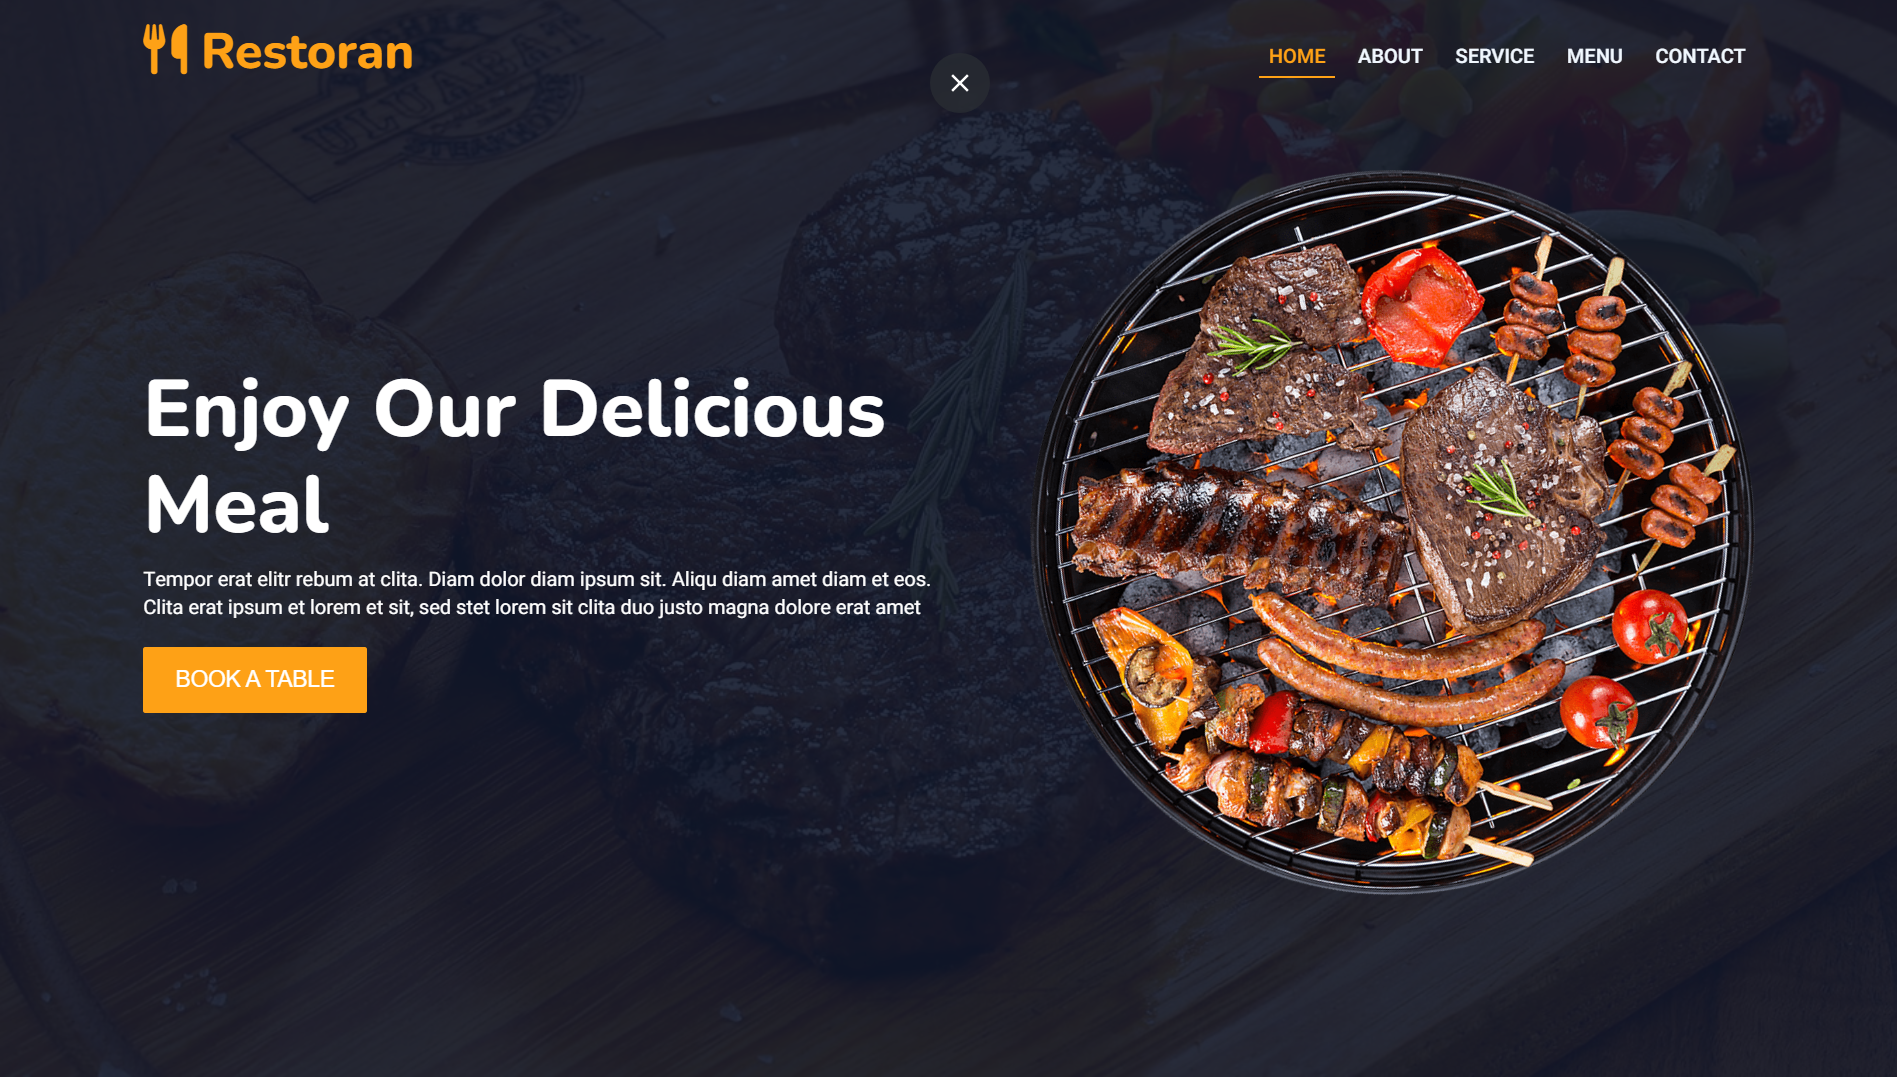 Restoran
HOME ABOUT SERVICE MENU CONTACT
Enjoy Our Delicious
Meal
Tempor erat elitr rebum at clita. Diam dolor diam ipsum sit. Aliqu diam amet diam et eos.
Clita erat ipsum et lorem et sit, sed stet lorem sit clita duo justo magna dolore erat amet
BOOK A TABLE